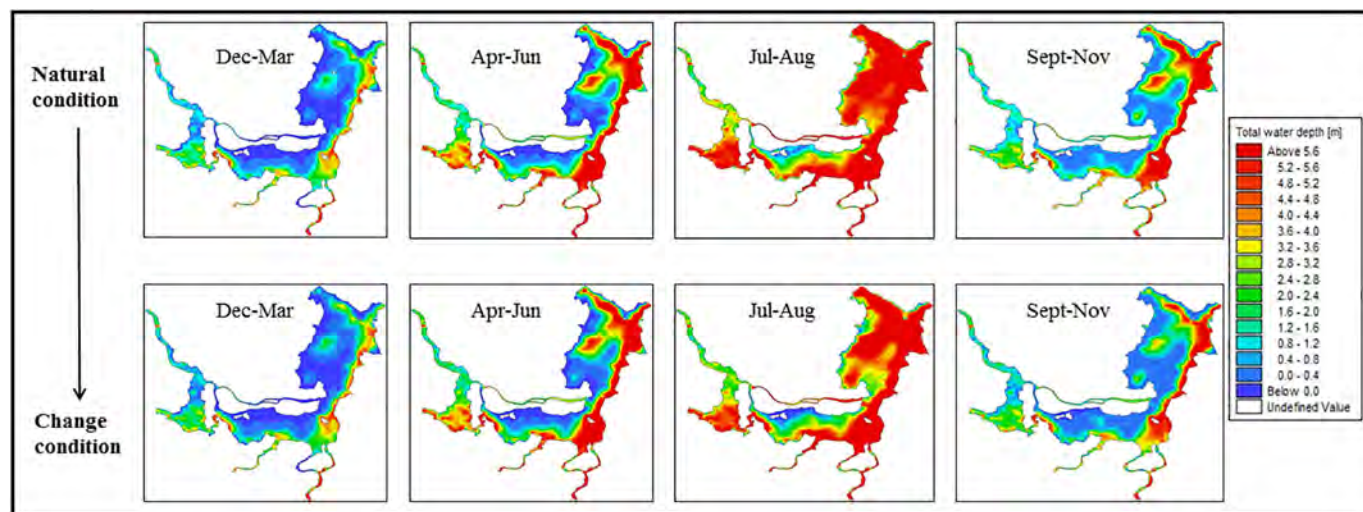 Natural
condition
Dec-Mar
Apr-Jun
Jul-Aug
Sept-Nov
Change
condition
Dec-Mar
Apr-Jun
Jul-Aug
Sept-Nov
Total water depth [m]
Above 5.6
5.2 - 5.6
4.8 - 5.2
4.4 - 4.8
4.0 - 4.4
3.6 - 4.0
3.2 - 3.6
2.8 - 3.2
2.4 - 2.8
2.0 - 2.4
1.6 - 2.0
1.2 - 1.6
0.8 - 1.2
0.4 - 0.8
0.0 - 0.4
Below 0.0
Undefined Value